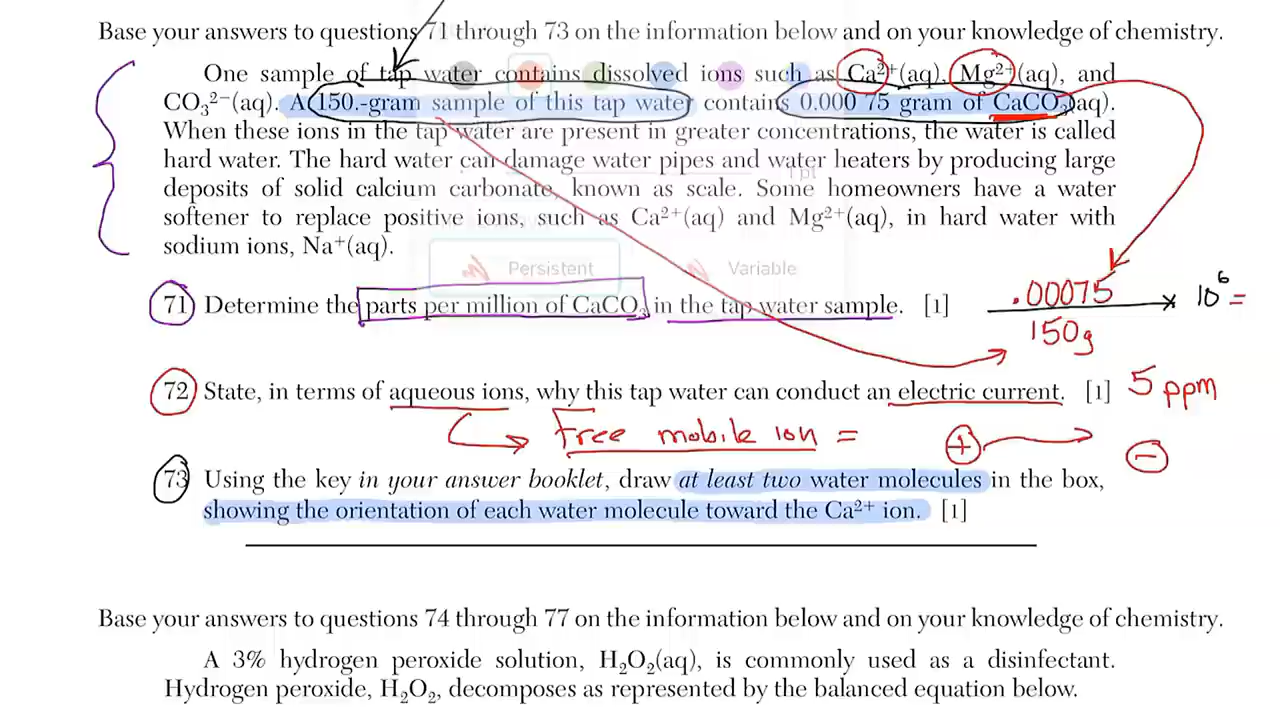 Base your answers to questions 71 through 73 on the information below and on your knowledge of chemistry.
One sample of tap water contains dissolved ions such as Ca²⁺(aq), Mg²⁺(aq), and
CO₃²⁻(aq). A 150.-gram sample of this tap water contains 0.000 75 gram of CaCO₃(aq).
When these ions in the tap water are present in greater concentrations, the water is called
hard water. The hard water can damage water pipes and water heaters by producing large
1 pt
deposits of solid calcium carbonate, known as scale. Some homeowners have a water
softener to replace positive ions, such as Ca²⁺(aq) and Mg²⁺(aq), in hard water with
sodium ions, Na⁺(aq).
Persistent Variable
.00075
71 Determine the parts per million of CaCO₃ in the tap water sample. [1] × 10⁶ =
150g
72 State, in terms of aqueous ions, why this tap water can conduct an electric current. [1] 5 ppm
Free mobile ion = + −
73 Using the key in your answer booklet, draw at least two water molecules in the box,
showing the orientation of each water molecule toward the Ca²⁺ ion. [1]
Base your answers to questions 74 through 77 on the information below and on your knowledge of chemistry.
A 3% hydrogen peroxide solution, H₂O₂(aq), is commonly used as a disinfectant.
Hydrogen peroxide, H₂O₂, decomposes as represented by the balanced equation below.